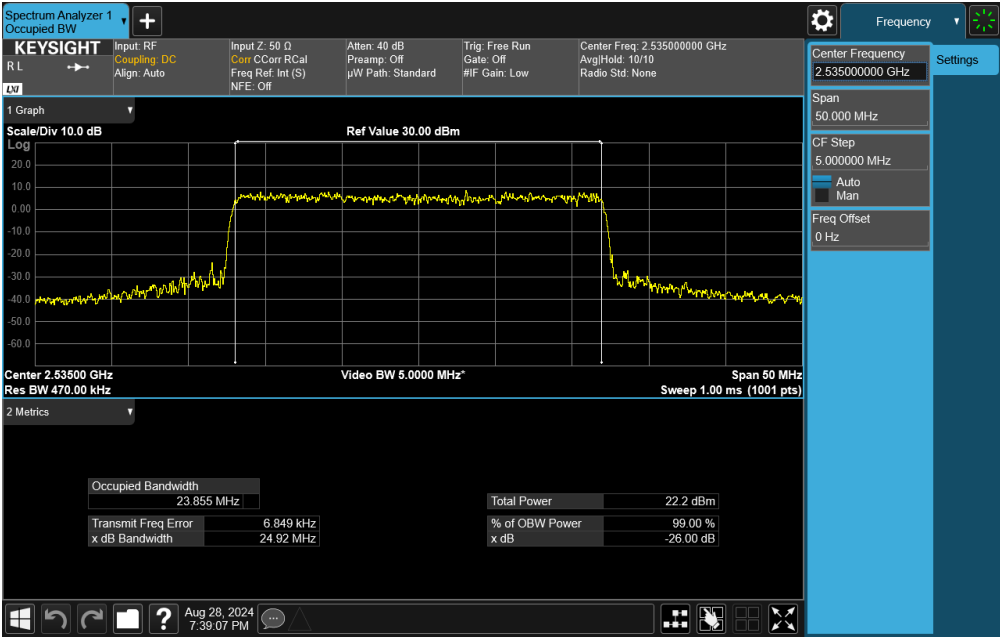 Spectrum Analyzer 1
Occupied BW
Frequency
KEYSIGHT
R L
LXI
Input: RF
Coupling: DC
Align: Auto
Input Z: 50 Ω
Corr CCorr RCal
Freq Ref: Int (S)
NFE: Off
Atten: 40 dB
Preamp: Off
µW Path: Standard
Trig: Free Run
Gate: Off
#IF Gain: Low
Center Freq: 2.535000000 GHz
Avg|Hold: 10/10
Radio Std: None
Center Frequency
2.535000000 GHz
Settings
Span
50.000 MHz
CF Step
5.000000 MHz
Auto
Man
Freq Offset
0 Hz
1 Graph
Scale/Div 10.0 dB
Ref Value 30.00 dBm
Log
20.0
10.0
0.00
-10.0
-20.0
-30.0
-40.0
-50.0
-60.0
Center 2.53500 GHz
Video BW 5.0000 MHz*
Span 50 MHz
Res BW 470.00 kHz
Sweep 1.00 ms (1001 pts)
2 Metrics
Occupied Bandwidth
23.855 MHz
Total Power 22.2 dBm
Transmit Freq Error 6.849 kHz
% of OBW Power 99.00 %
x dB Bandwidth 24.92 MHz
x dB -26.00 dB
?
Aug 28, 2024
7:39:07 PM